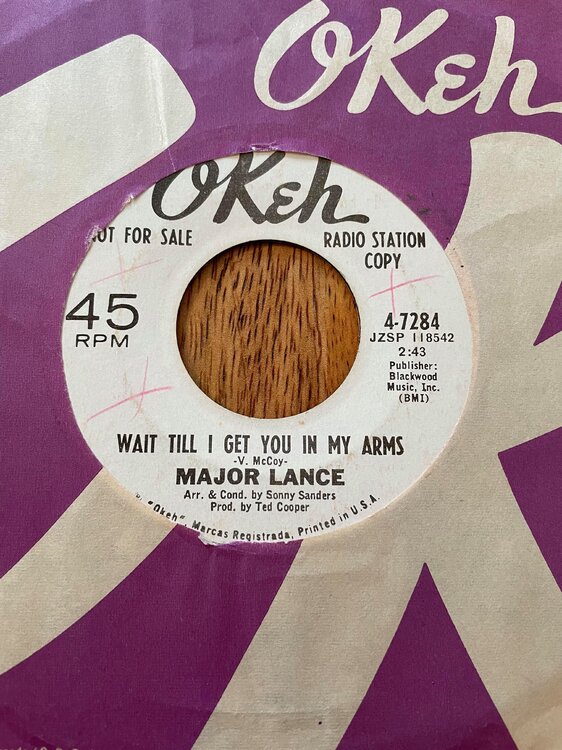 OKeh
OKeh
NOT FOR SALE
RADIO STATION
COPY
45
RPM
4-7284
JZSP 118542
2:43
Publisher:
Blackwood
Music, Inc.
(BMI)
WAIT TILL I GET YOU IN MY ARMS
-V. McCoy-
MAJOR LANCE
Arr. & Cond. by Sonny Sanders
Prod. by Ted Cooper
"Okeh", Marcas Registrada. Printed in U.S.A.